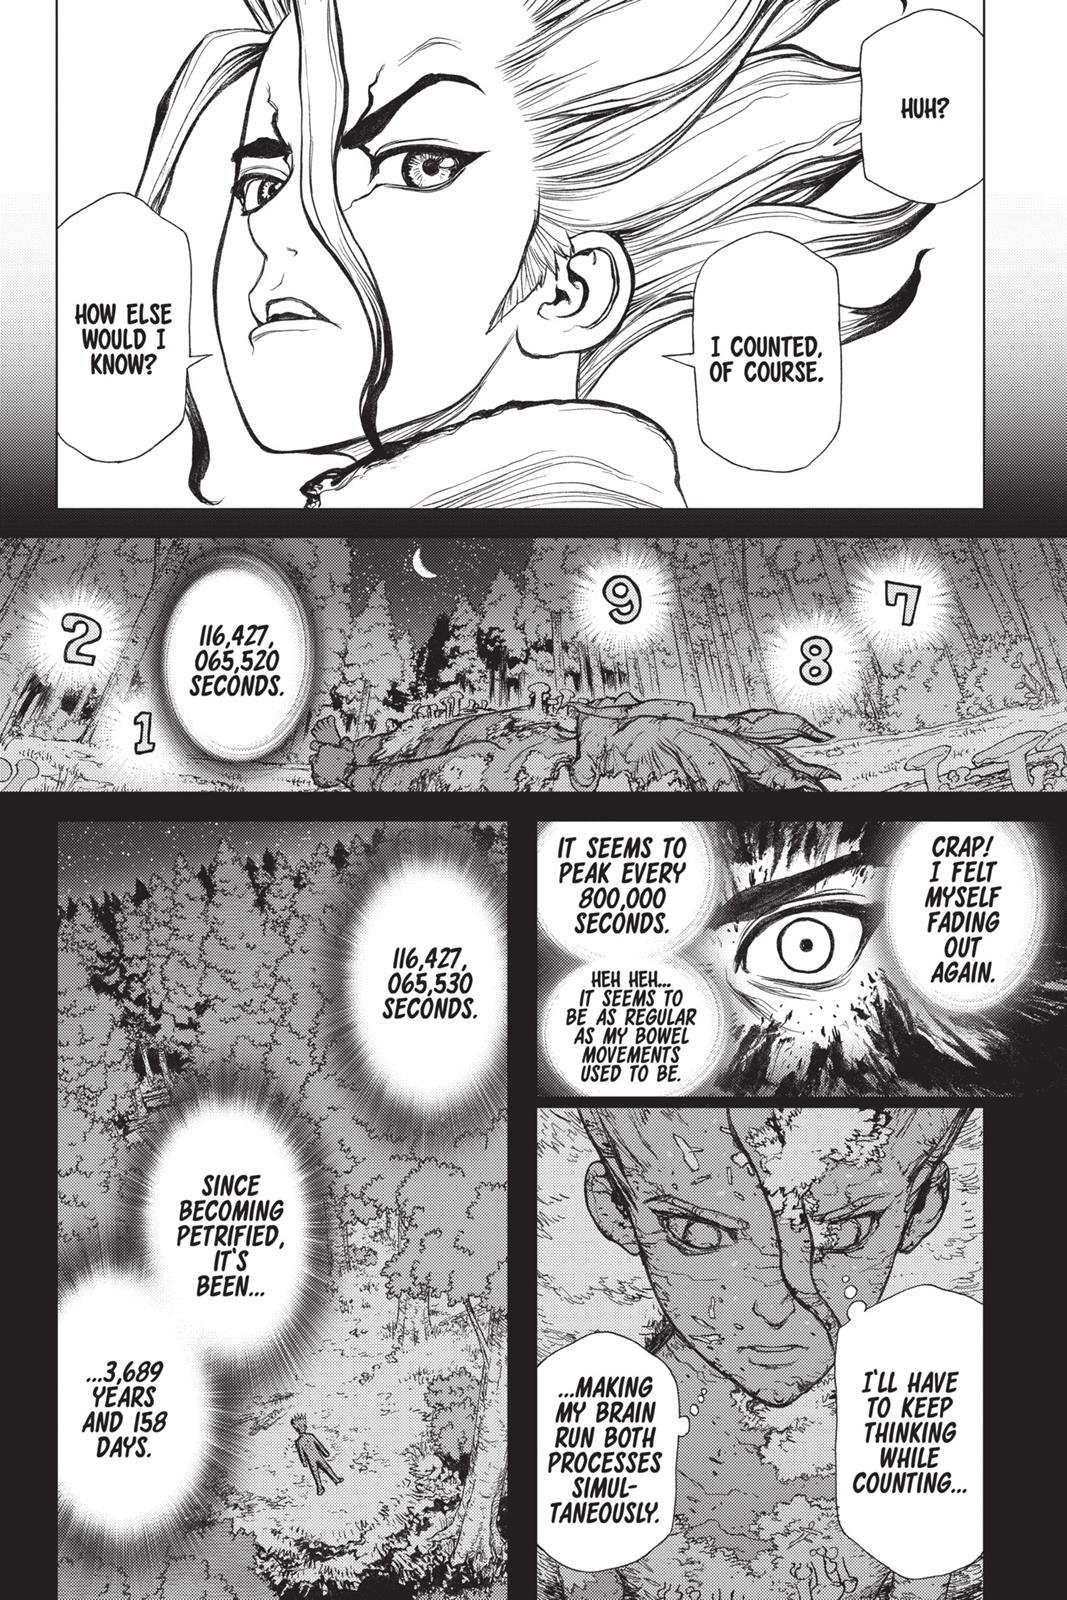 HUH?
I COUNTED,
OF COURSE.
HOW ELSE
WOULD I
KNOW?
7
8
9
116,427,
065,520
SECONDS.
1
2
CRAP!
I FELT
MYSELF
FADING
OUT
AGAIN.
IT SEEMS TO
PEAK EVERY
800,000
SECONDS.
HEH HEH...
IT SEEMS TO
BE AS REGULAR
AS MY BOWEL
MOVEMENTS
USED TO BE.
I'LL HAVE
TO KEEP
THINKING
WHILE
COUNTING...
...MAKING
MY BRAIN
RUN BOTH
PROCESSES
SIMUL-
TANEOUSLY.
116,427,
065,530
SECONDS.
SINCE
BECOMING
PETRIFIED,
IT'S
BEEN...
...3,689
YEARS
AND 158
DAYS.